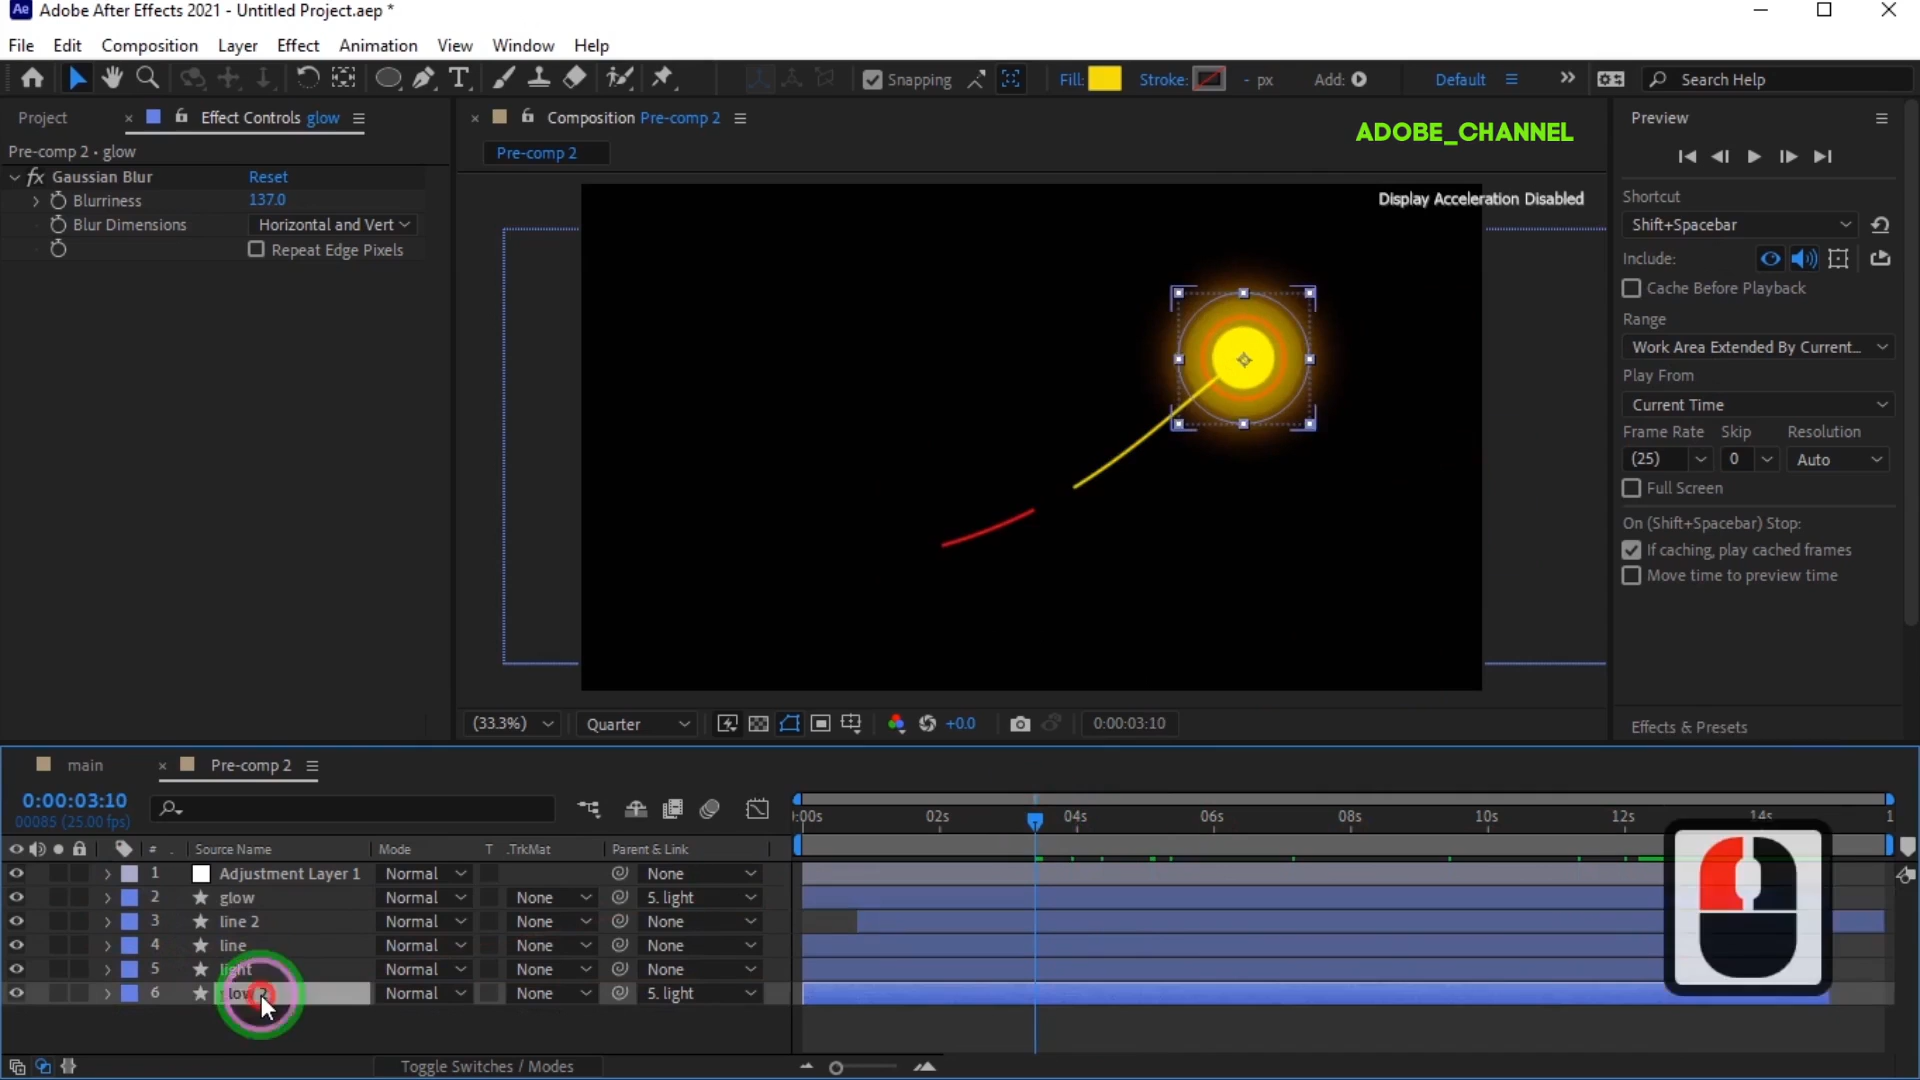 Ae Adobe After Effects 2021 - Untitled Project.aep *
File Edit Composition Layer Effect Animation View Window Help
Snapping Fill: Stroke: - px Add: Default Search Help
Project Effect Controls glow
Composition Pre-comp 2
ADOBE_CHANNEL
Preview
Pre-comp 2 • glow
Pre-comp 2
fx Gaussian Blur Reset
Blurriness 137.0
Blur Dimensions Horizontal and Vert
Repeat Edge Pixels
Display Acceleration Disabled
Shortcut
Shift+Spacebar
Include:
Cache Before Playback
Range
Work Area Extended By Current...
Play From
Current Time
Frame Rate Skip Resolution
(25) 0 Auto
Full Screen
On (Shift+Spacebar) Stop:
If caching, play cached frames
Move time to preview time
(33.3%) Quarter +0.0 0:00:03:10
Effects & Presets
main Pre-comp 2
0:00:03:10
00085 (25.00 fps)
:00s 02s 04s 06s 08s 10s 12s 14s 1
# . Source Name Mode T .TrkMat Parent & Link
1 Adjustment Layer 1 Normal None
2 glow Normal None 5. light
3 line 2 Normal None None
4 line Normal None None
5 light Normal None None
6 Normal None 5. light
Toggle Switches / Modes